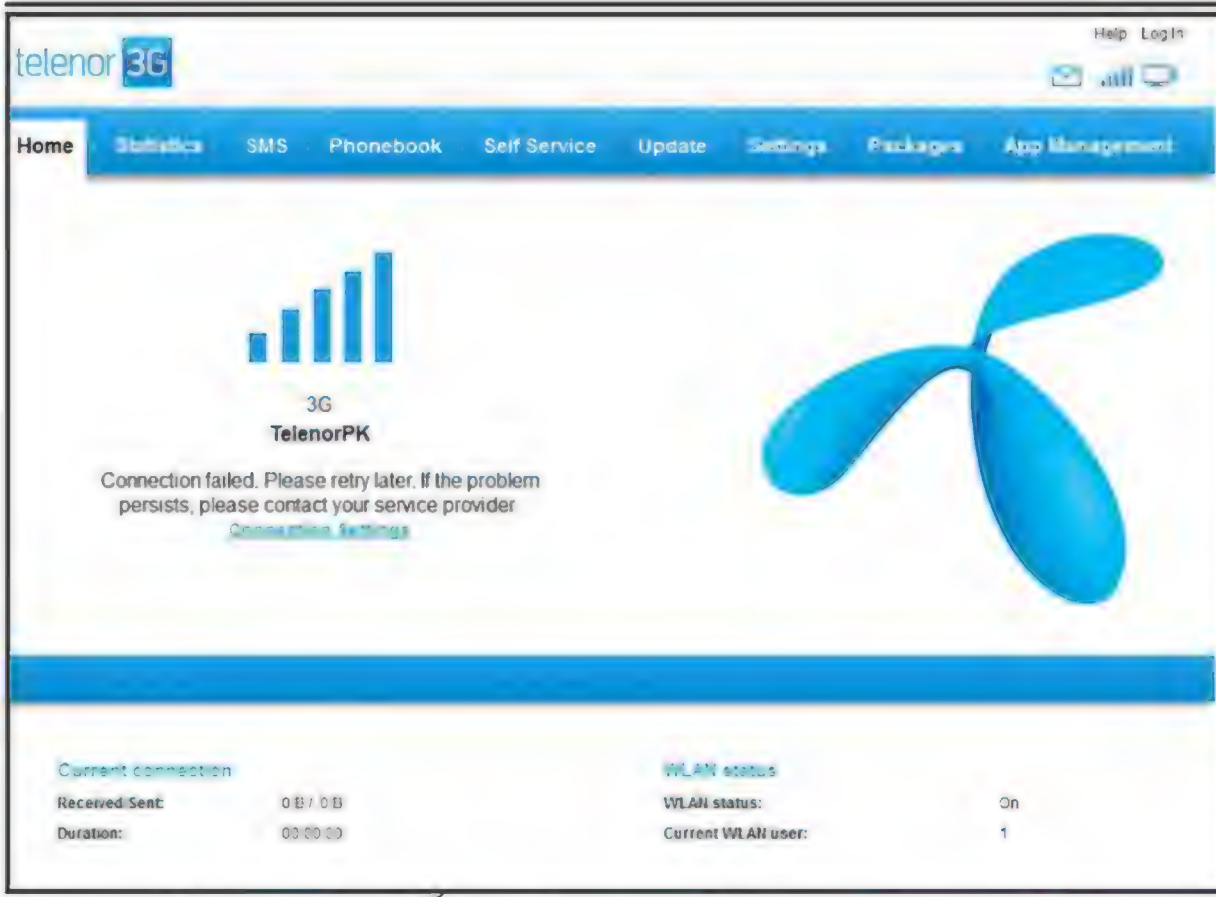 telenor 3G
Help Log In
Home Statistics SMS Phonebook Self Service Update Settings Packages App Management
3G
TelenorPK
Connection failed. Please retry later. If the problem
persists, please contact your service provider
Connection Settings
Current connection
WLAN status
Received Sent: 0 B / 0 B
WLAN status: On
Duration: 00:00:00
Current WLAN user: 1